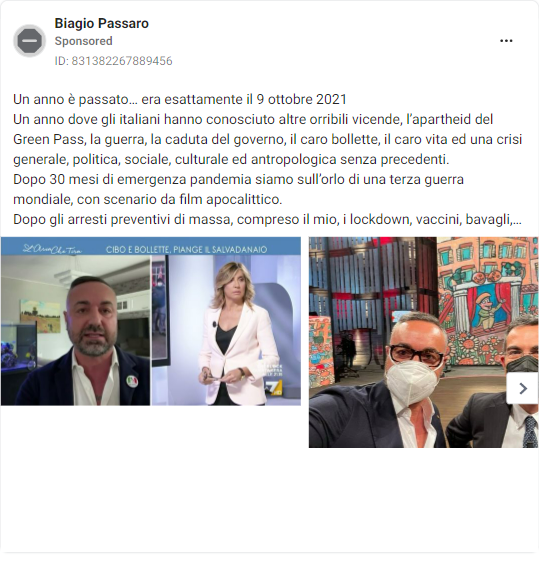 Biagio Passaro
Sponsored
ID: 831382267889456
Un anno è passato... era esattamente il 9 ottobre 2021
Un anno dove gli italiani hanno conosciuto altre orribili vicende, l'apartheid del
Green Pass, la guerra, la caduta del governo, il caro bollette, il caro vita ed una crisi
generale, politica, sociale, culturale ed antropologica senza precedenti.
Dopo 30 mesi di emergenza pandemia siamo sull'orlo di una terza guerra
mondiale, con scenario da film apocalittico.
Dopo gli arresti preventivi di massa, compreso il mio, i lockdown, vaccini, bavagli,...
L'Aria Che Tira
CIBO E BOLLETTE, PIANGE IL SALVADANAIO